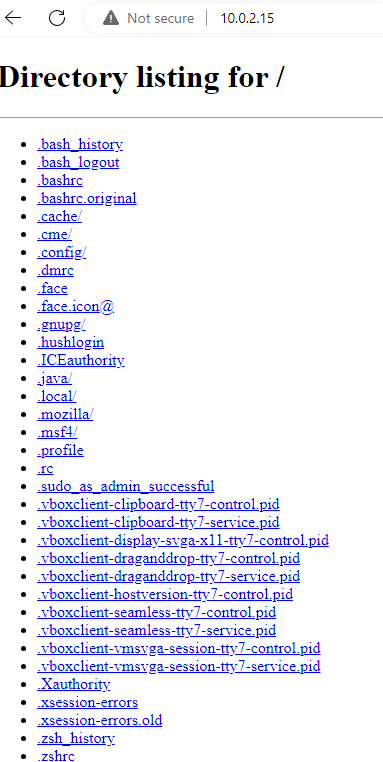 Not secure | 10.0.2.15
Directory listing for /
.bash_history
.bash_logout
.bashrc
.bashrc.original
.cache/
.cme/
.config/
.dmrc
.face
.face.icon@
.gnupg/
.hushlogin
.ICEauthority
.java/
.local/
.mozilla/
.msf4/
.profile
.rc
.sudo_as_admin_successful
.vboxclient-clipboard-tty7-control.pid
.vboxclient-clipboard-tty7-service.pid
.vboxclient-display-svga-x11-tty7-control.pid
.vboxclient-draganddrop-tty7-control.pid
.vboxclient-draganddrop-tty7-service.pid
.vboxclient-hostversion-tty7-control.pid
.vboxclient-seamless-tty7-control.pid
.vboxclient-seamless-tty7-service.pid
.vboxclient-vmsvga-session-tty7-control.pid
.vboxclient-vmsvga-session-tty7-service.pid
.Xauthority
.xsession-errors
.xsession-errors.old
.zsh_history
.zshrc